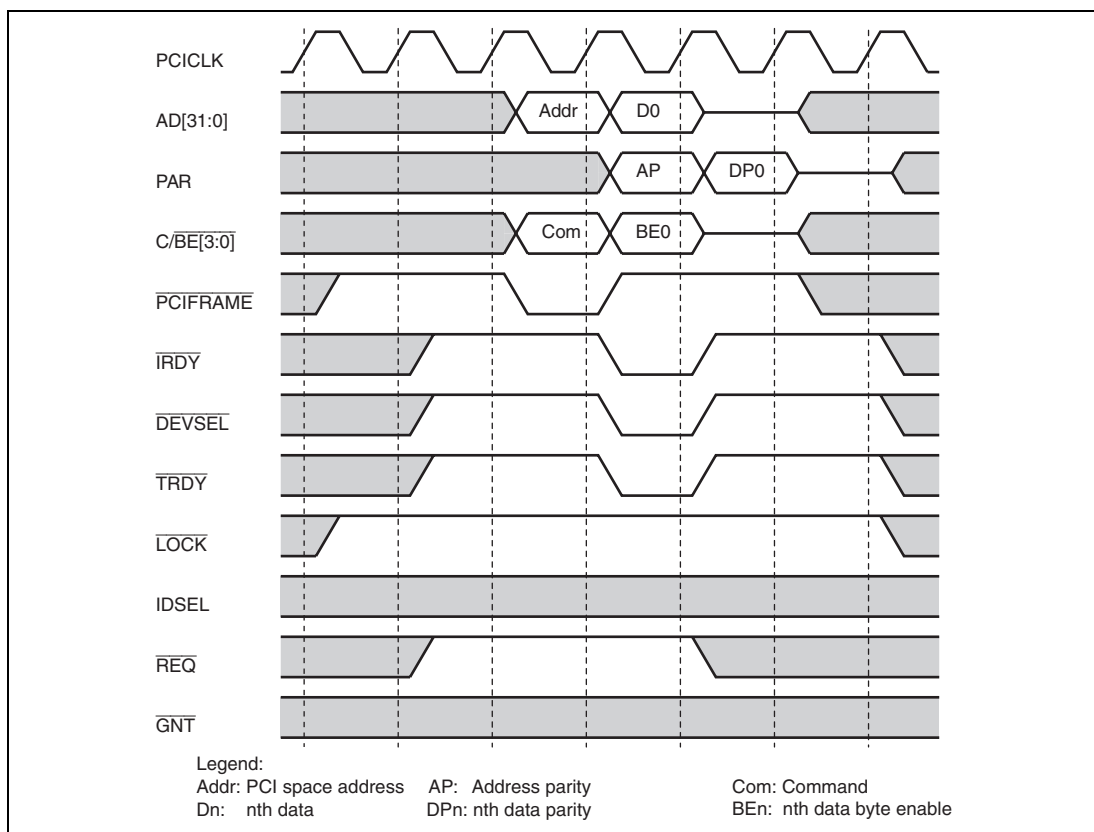 PCICLK
AD[31:0]
Addr
D0
PAR
AP
DP0
C/BE[3:0]
Com
BE0
PCIFRAME
IRDY
DEVSEL
TRDY
LOCK
IDSEL
REQ
GNT
Legend:
Addr: PCI space address AP: Address parity Com: Command
Dn: nth data DPn: nth data parity BEn: nth data byte enable